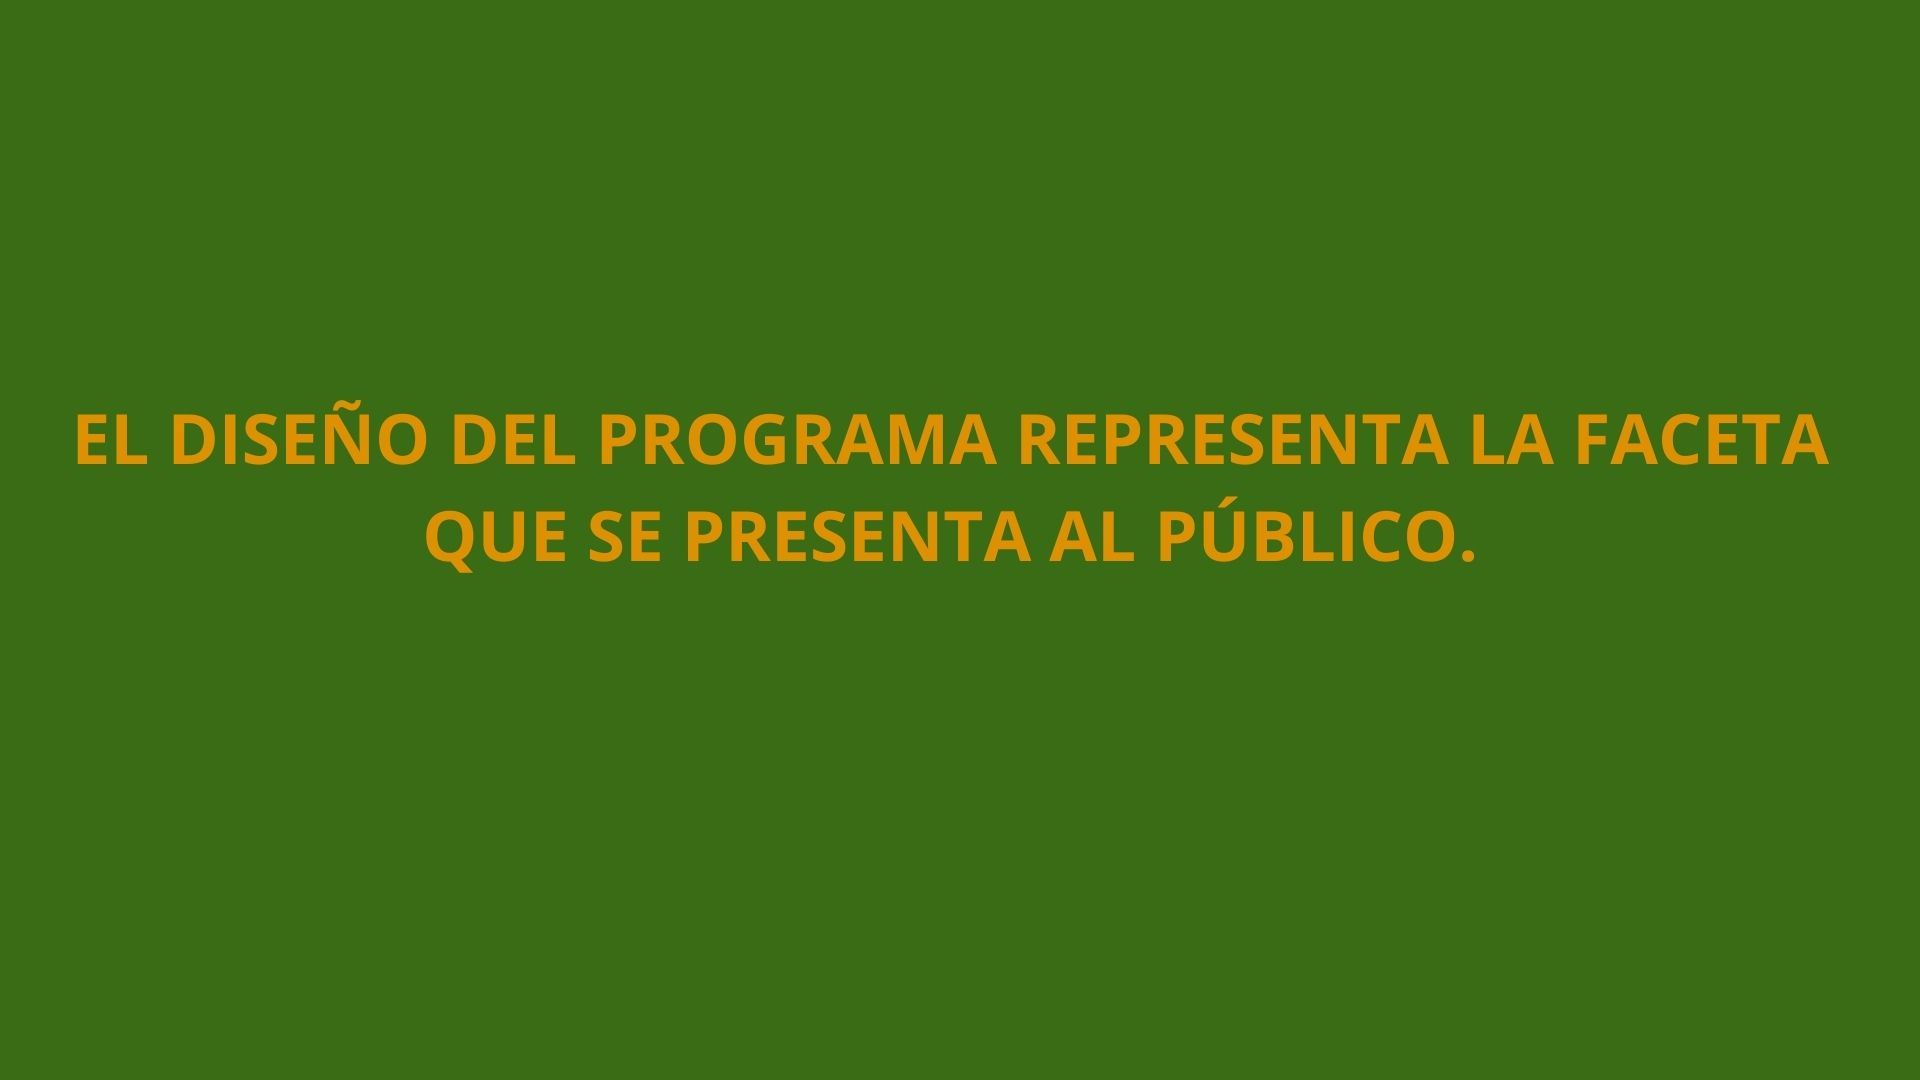 EL DISEÑO DEL PROGRAMA REPRESENTA LA FACETA
QUE SE PRESENTA AL PÚBLICO.